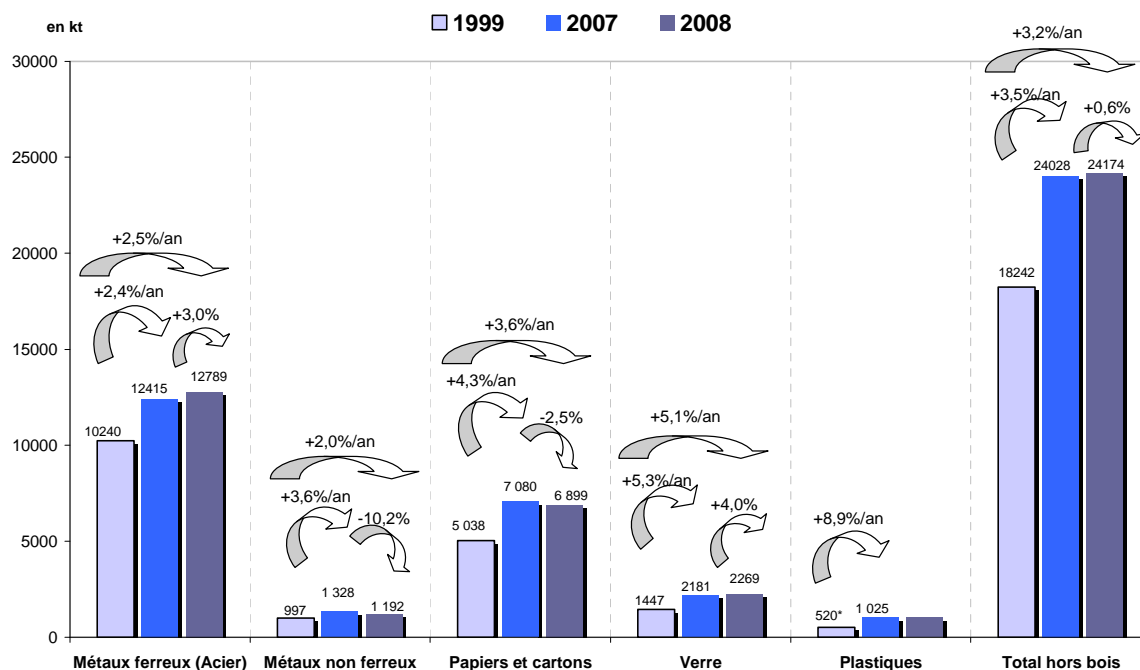 en kt
1999 2007 2008
30000
25000
20000
15000
10000
5000
0
+2,5%/an
+2,4%/an
+3,0%
10240
12415
12789
+2,0%/an
+3,6%/an
-10,2%
997
1 328
1 192
+3,6%/an
+4,3%/an
-2,5%
5 038
7 080
6 899
+5,1%/an
+5,3%/an
+4,0%
1447
2181
2269
+8,9%/an
520*
1 025
+3,2%/an
+3,5%/an
+0,6%
18242
24028
24174
Métaux ferreux (Acier) Métaux non ferreux Papiers et cartons Verre Plastiques Total hors bois